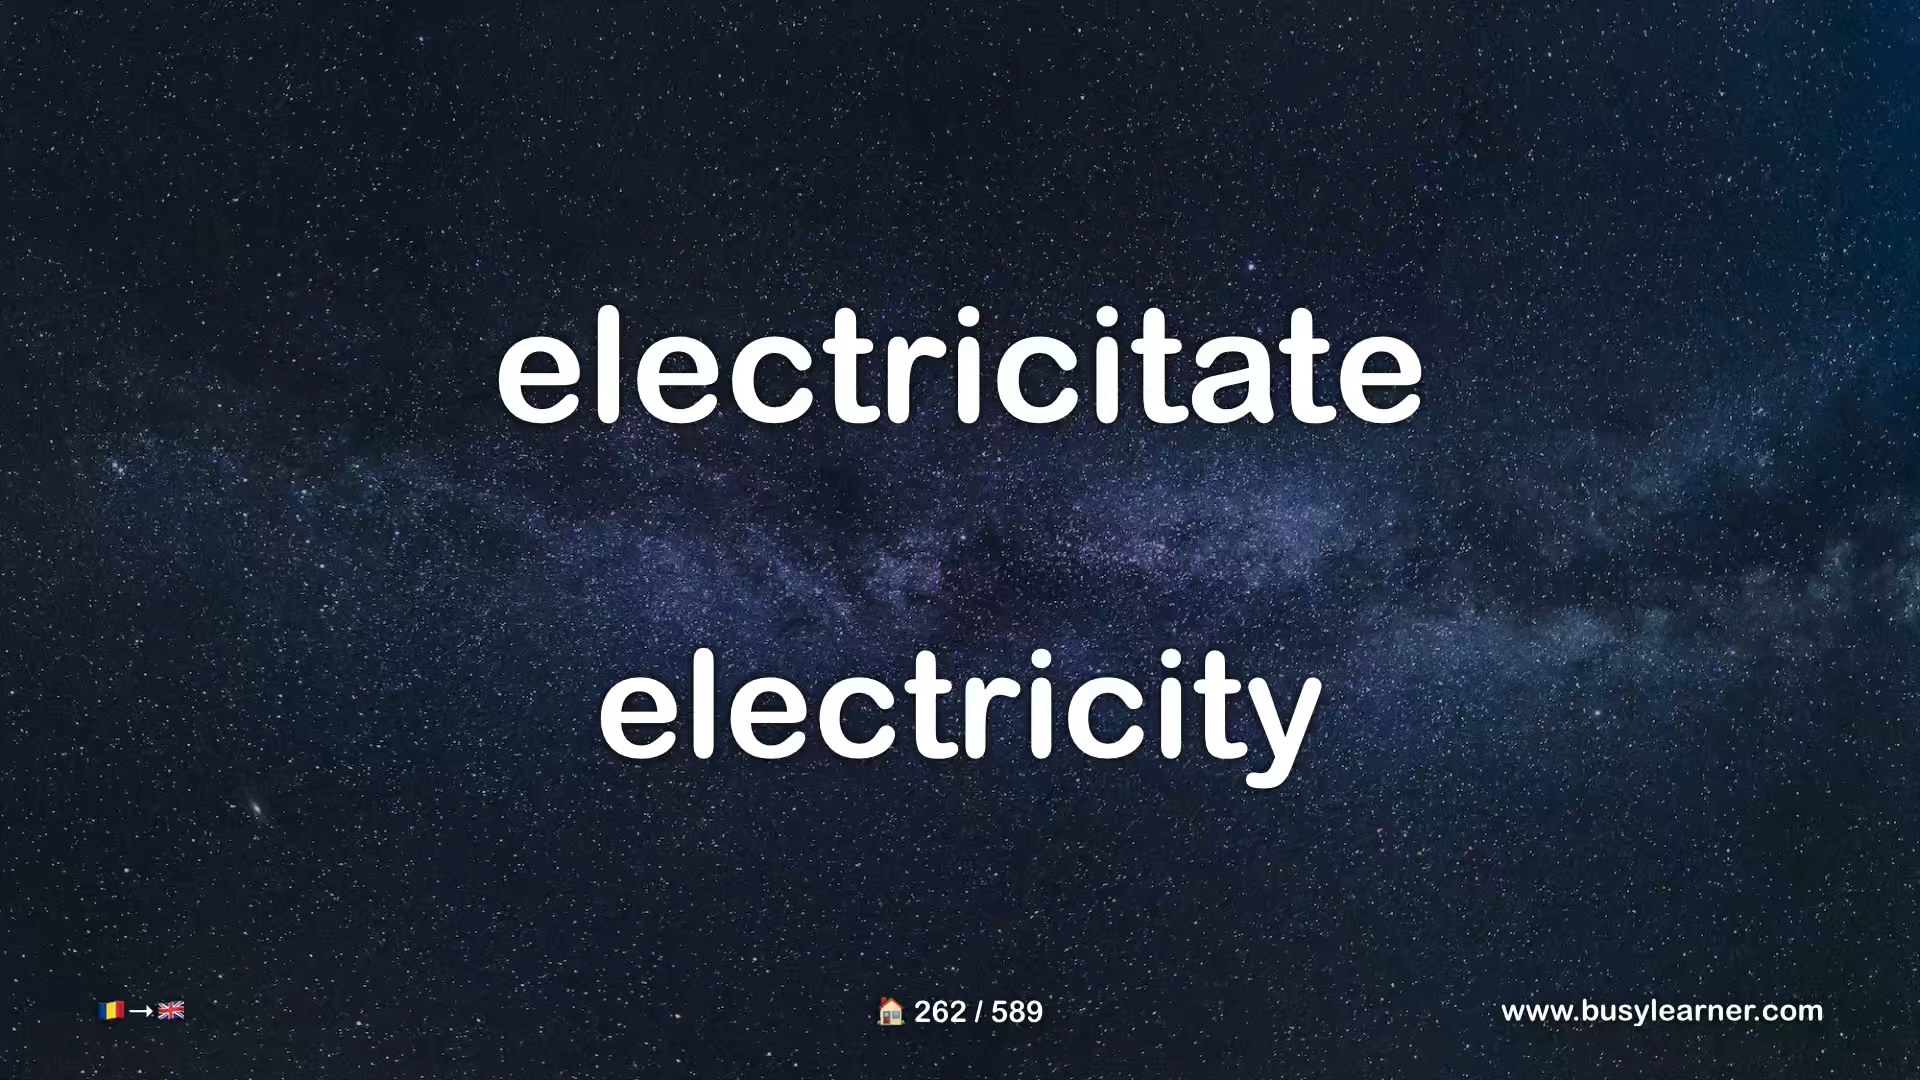 electricitate
electricity
🇷🇴→🇬🇧
🏠 262 / 589
www.busylearner.com